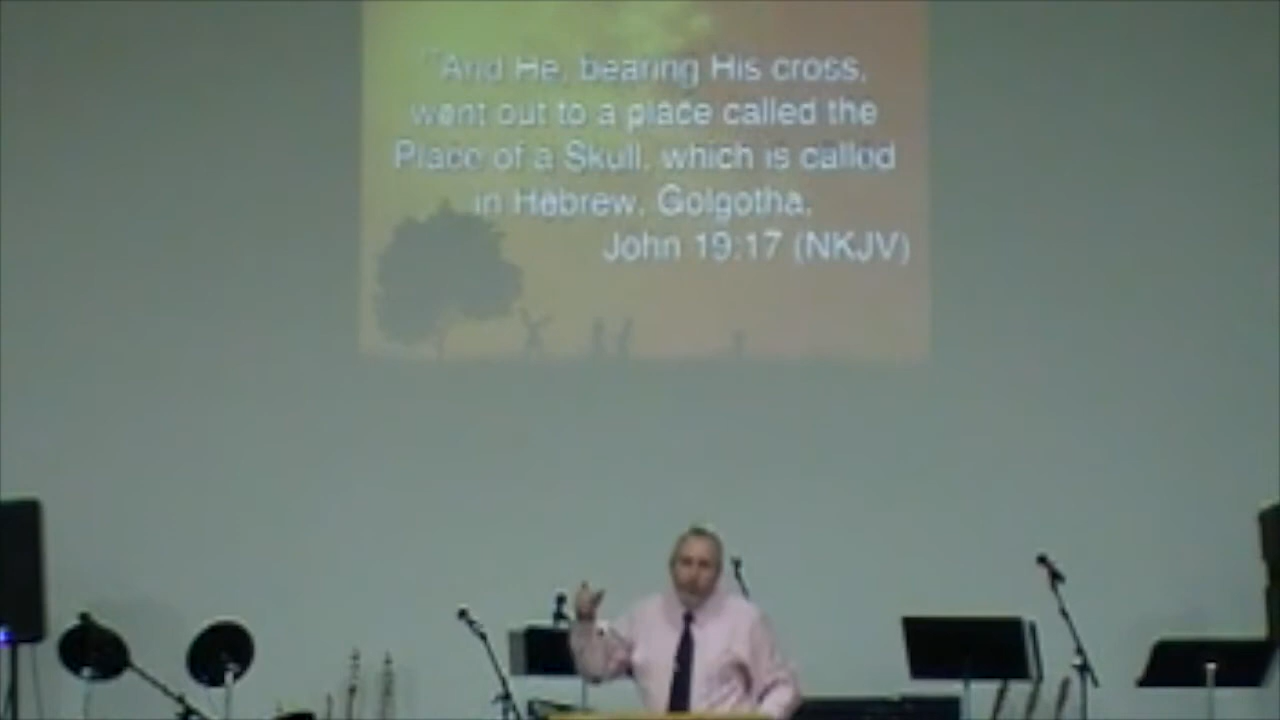 "And He, bearing His cross,
went out to a place called the
Place of a Skull, which is called
in Hebrew, Golgotha,
John 19:17 (NKJV)